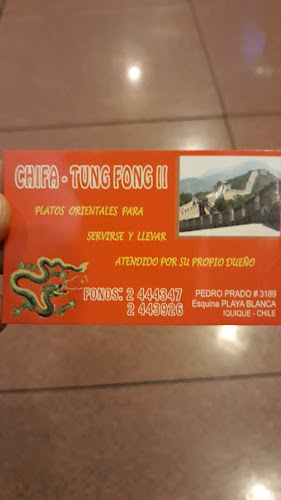 CHIFA - TUNG FONG II
PLATOS ORIENTALES PARA
SERVIRSE Y LLEVAR
ATENDIDO POR SU PROPIO DUEÑO
FONOS: 2 444347
2 443926
PEDRO PRADO # 3189
Esquina PLAYA BLANCA
IQUIQUE - CHILE